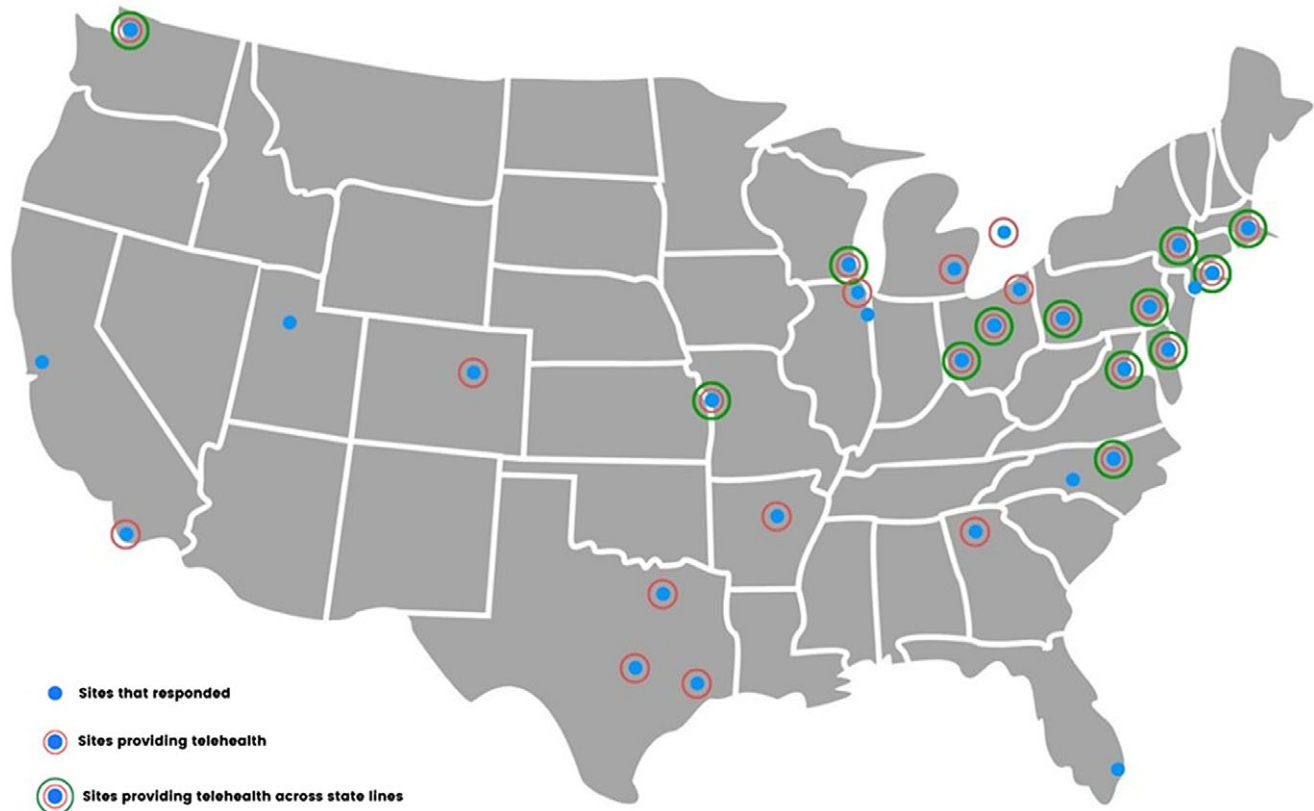 Sites that responded
Sites providing telehealth
Sites providing telehealth across state lines